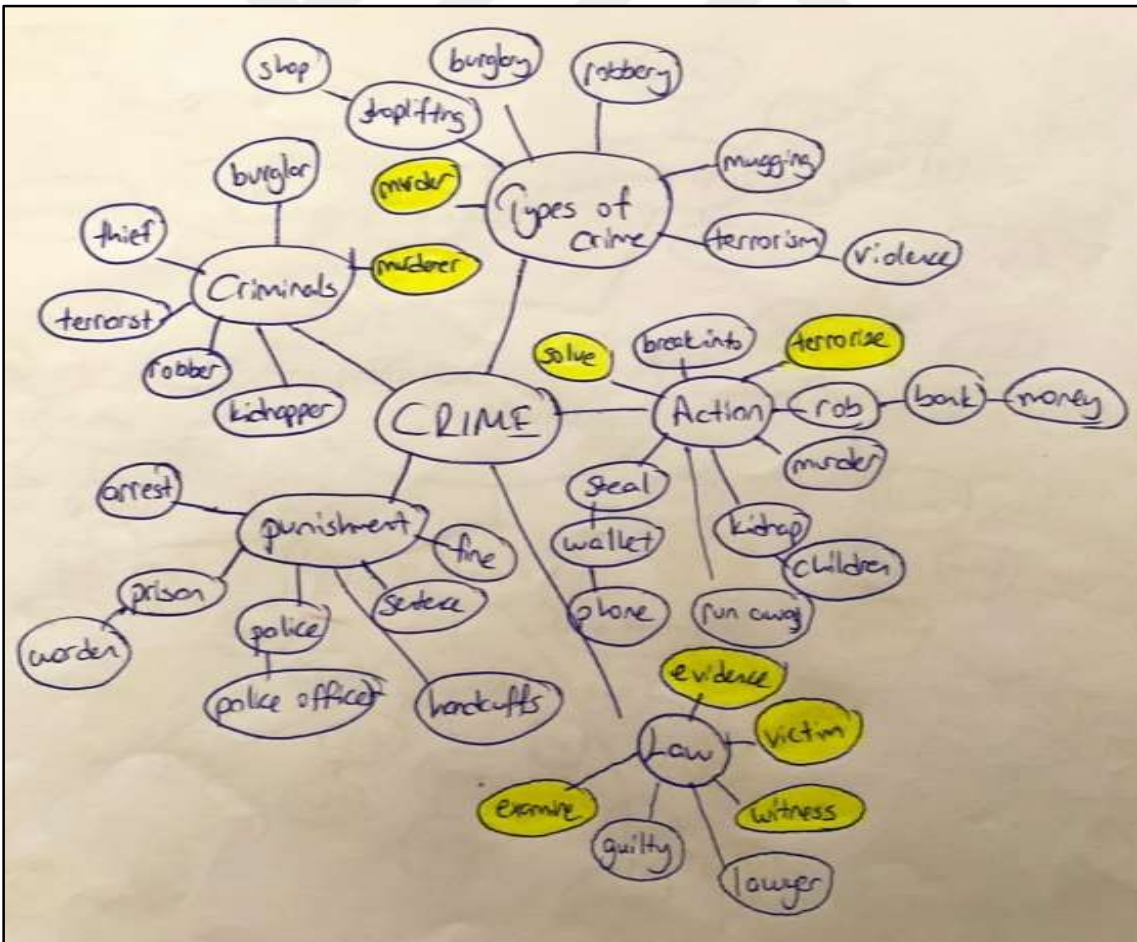 shop
burglary
robbery
shoplifting
mugging
murder
Types of
Crime
terrorism
violence
burglar
thief
murderer
Criminals
terrorst
robber
kidnapper
CRIME
solve
break into
terrorise
Action
rob
bank
money
murder
steal
wallet
phone
kidnap
children
run away
arrest
punishment
fine
prison
warden
police
police officer
sentece
handcuffs
evidence
victim
Law
examine
witness
guilty
lawyer